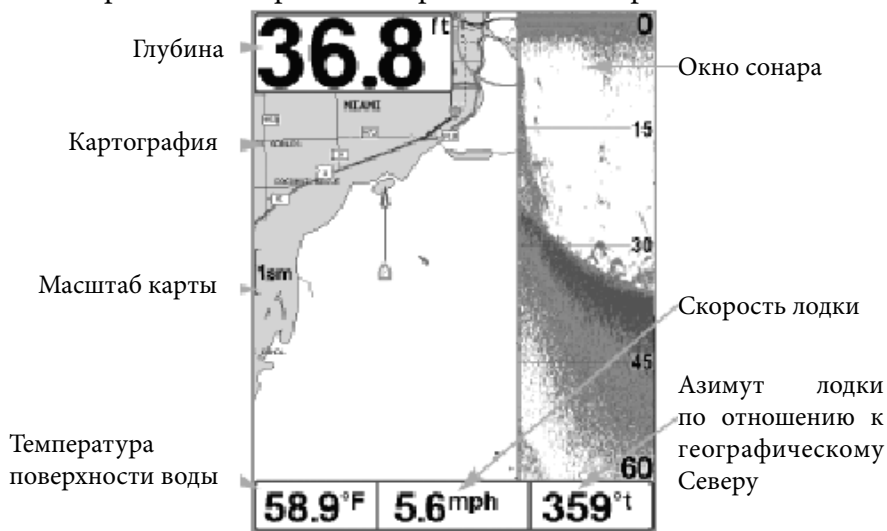 Глубина
Картография
Масштаб карты
Температура
поверхности воды
36.8 ft
MIAMI
1sm
0
15
30
45
60
58.9°F
5.6mph
359°t
Окно сонара
Скорость лодки
Азимут лодки
по отношению к
географическому
Северу